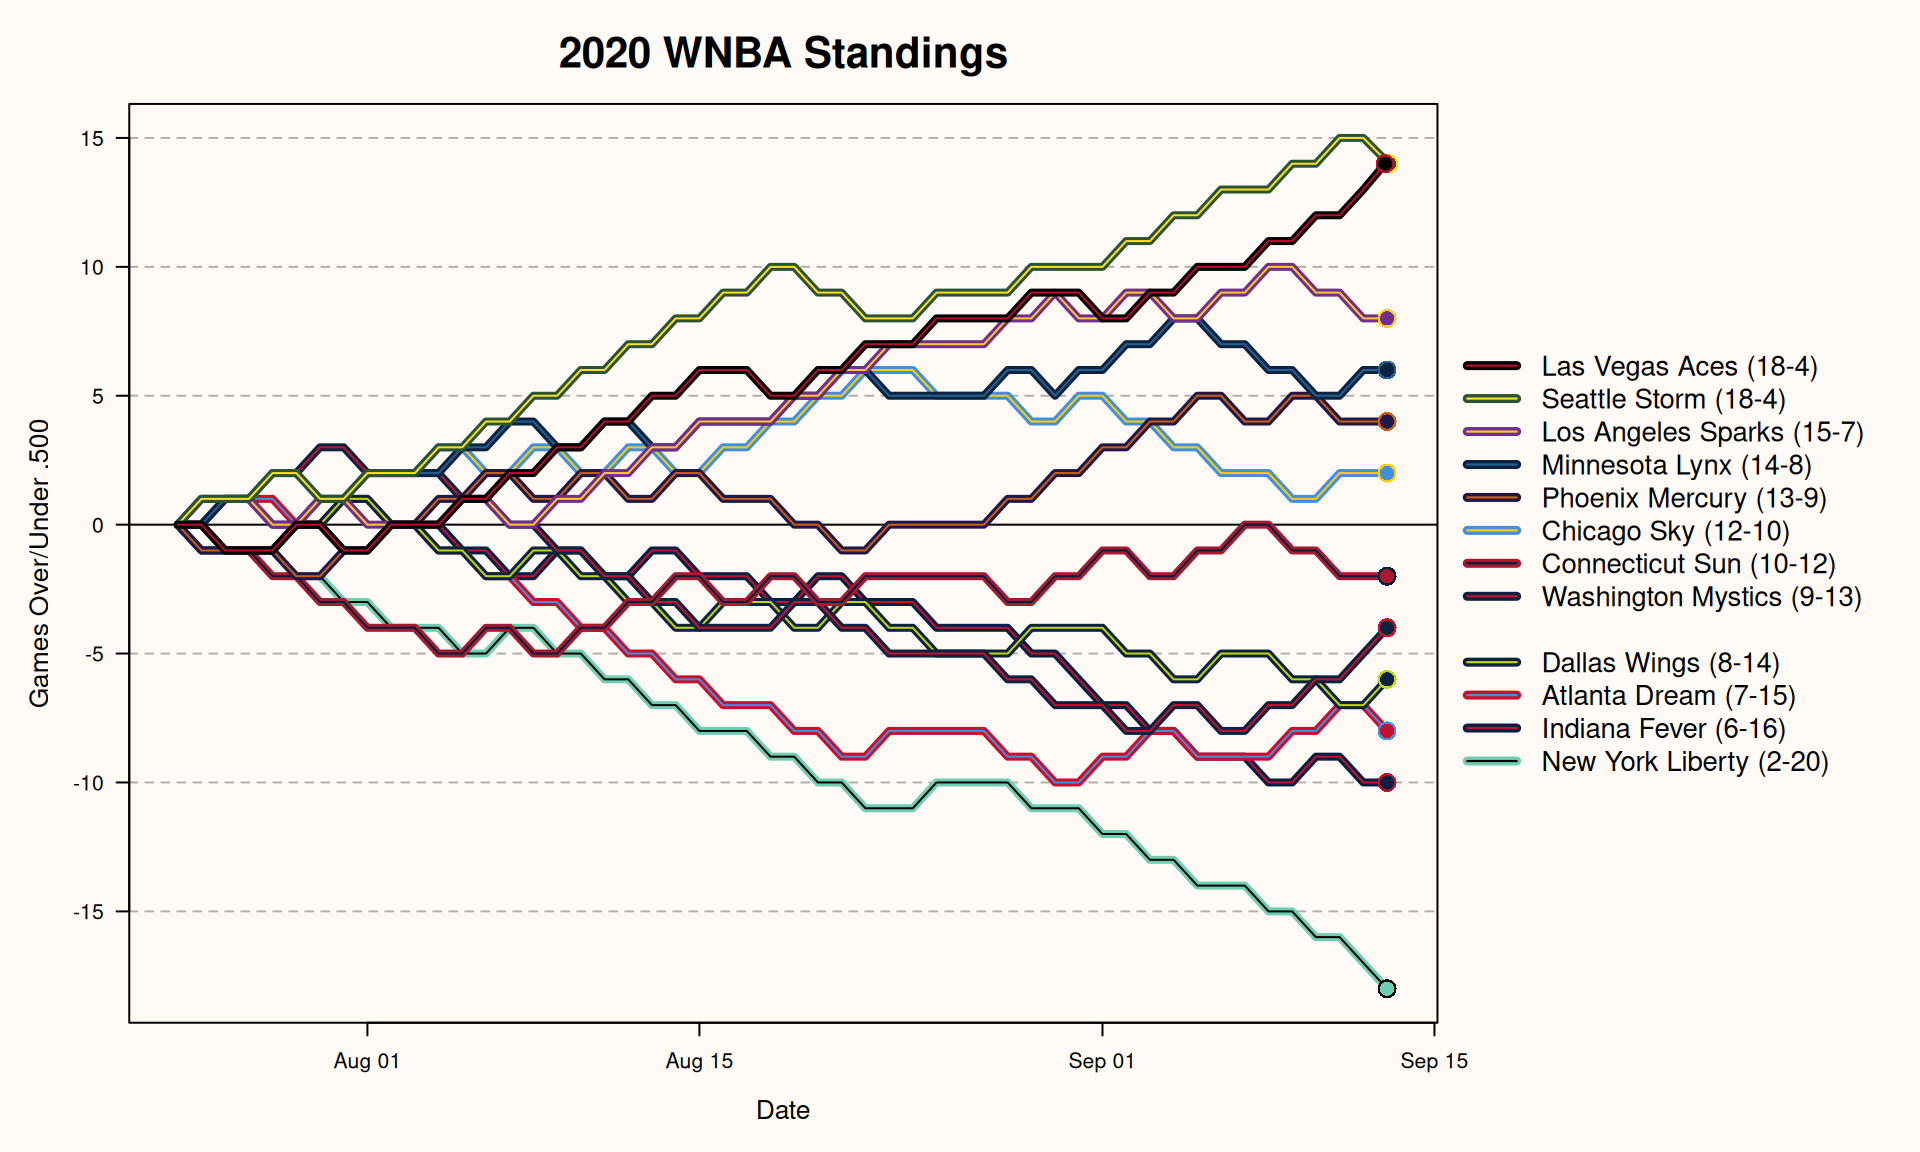 2020 WNBA Standings
Games Over/Under .500
15
10
5
0
-5
-10
-15
Aug 01
Aug 15
Sep 01
Sep 15
Date
Las Vegas Aces (18-4)
Seattle Storm (18-4)
Los Angeles Sparks (15-7)
Minnesota Lynx (14-8)
Phoenix Mercury (13-9)
Chicago Sky (12-10)
Connecticut Sun (10-12)
Washington Mystics (9-13)
Dallas Wings (8-14)
Atlanta Dream (7-15)
Indiana Fever (6-16)
New York Liberty (2-20)